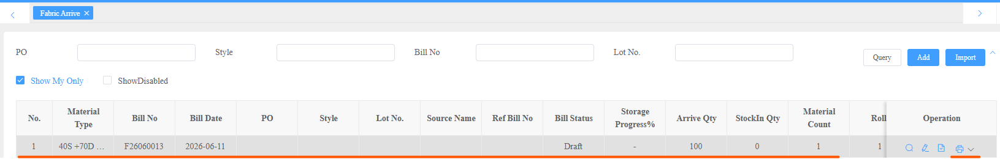 Fabric Arrive
PO
Style
Bill No
Lot No.
Query
Add
Import
Show My Only
ShowDisabled
No.
Material
Type
Bill No
Bill Date
PO
Style
Lot No.
Source Name
Ref Bill No
Bill Status
Storage
Progress%
Arrive Qty
StockIn Qty
Material
Count
Roll
Operation
1
40S +70D ...
F26060013
2026-06-11
Draft
-
100
0
1
1